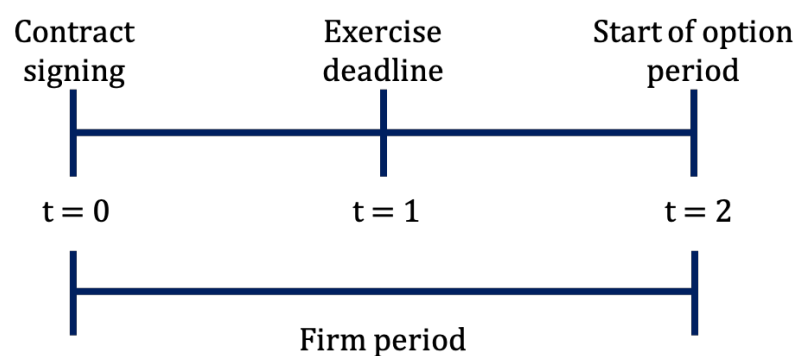 Contract
signing
Exercise
deadline
Start of option
period
t = 0
t = 1
t = 2
Firm period